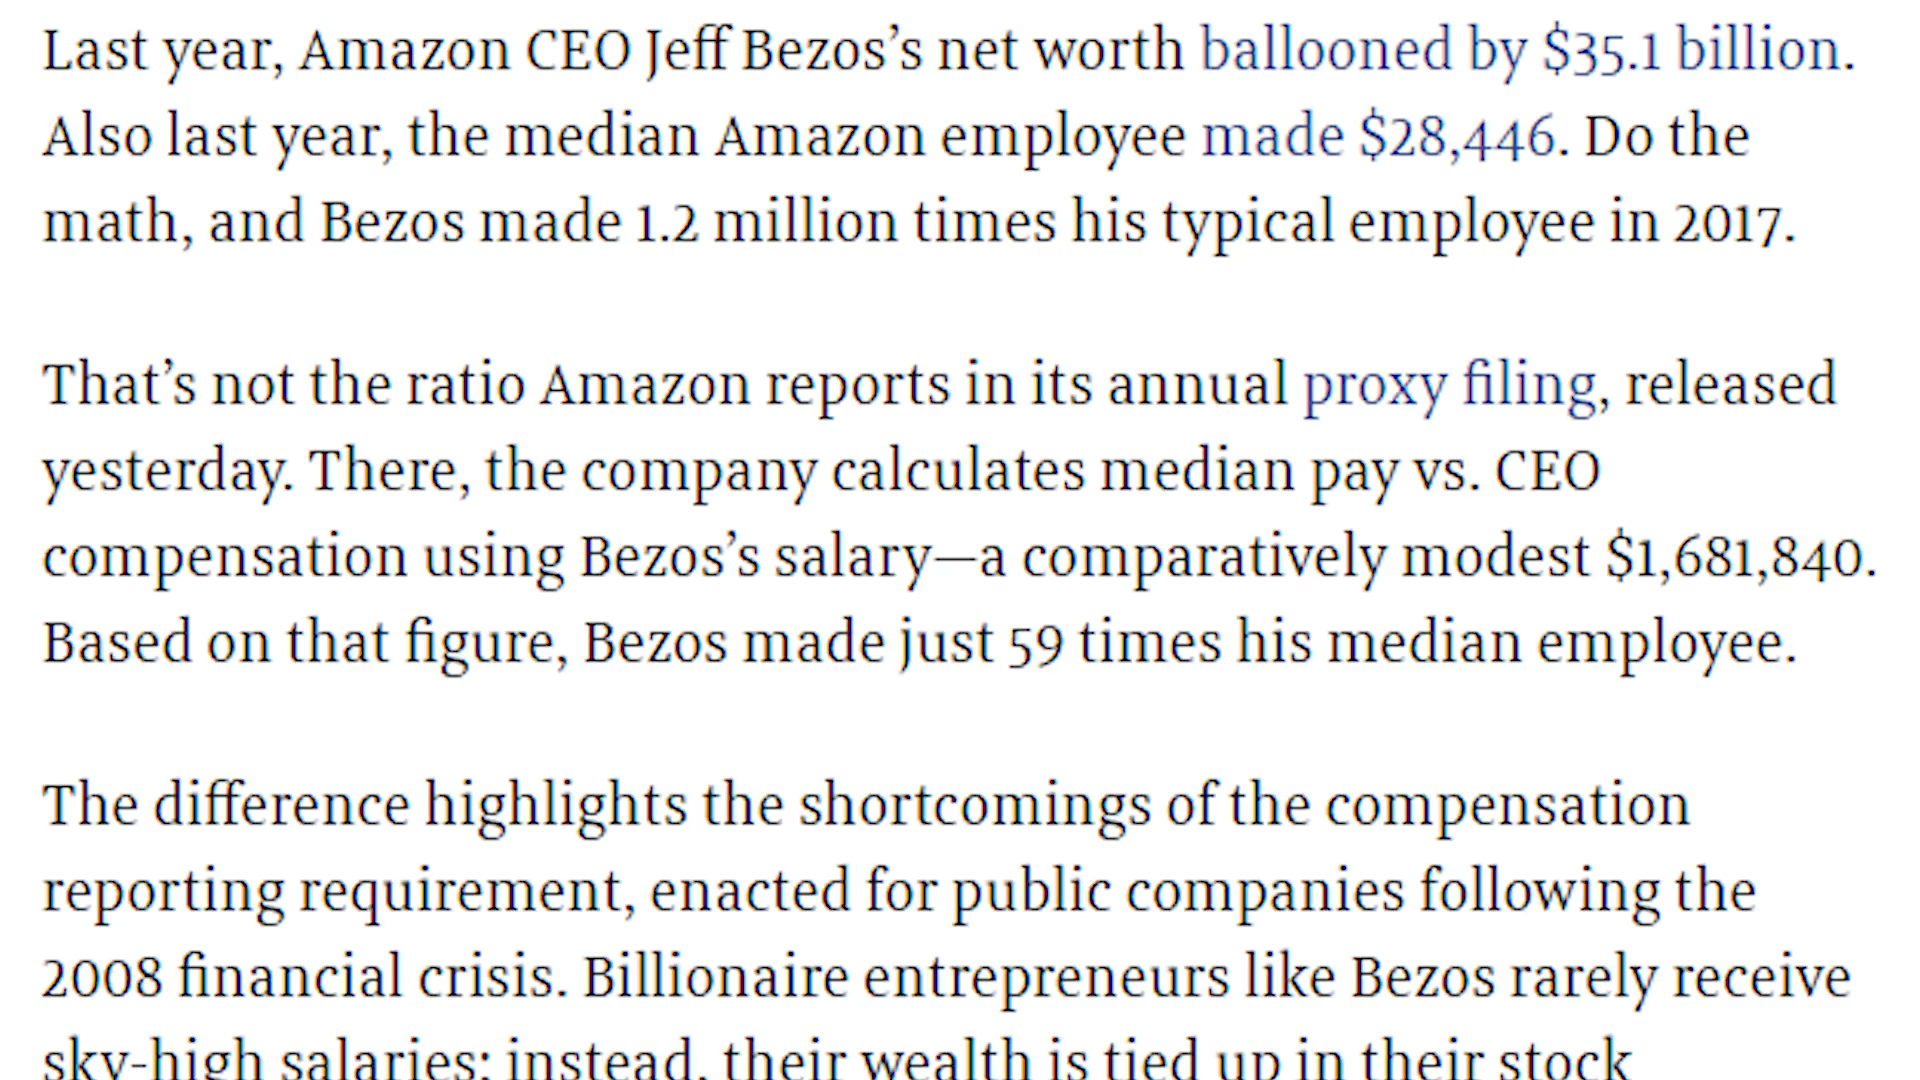 Last year, Amazon CEO Jeff Bezos’s net worth ballooned by $35.1 billion.
Also last year, the median Amazon employee made $28,446. Do the
math, and Bezos made 1.2 million times his typical employee in 2017.
That’s not the ratio Amazon reports in its annual proxy filing, released
yesterday. There, the company calculates median pay vs. CEO
compensation using Bezos’s salary—a comparatively modest $1,681,840.
Based on that figure, Bezos made just 59 times his median employee.
The difference highlights the shortcomings of the compensation
reporting requirement, enacted for public companies following the
2008 financial crisis. Billionaire entrepreneurs like Bezos rarely receive
sky-high salaries; instead, their wealth is tied up in their stock